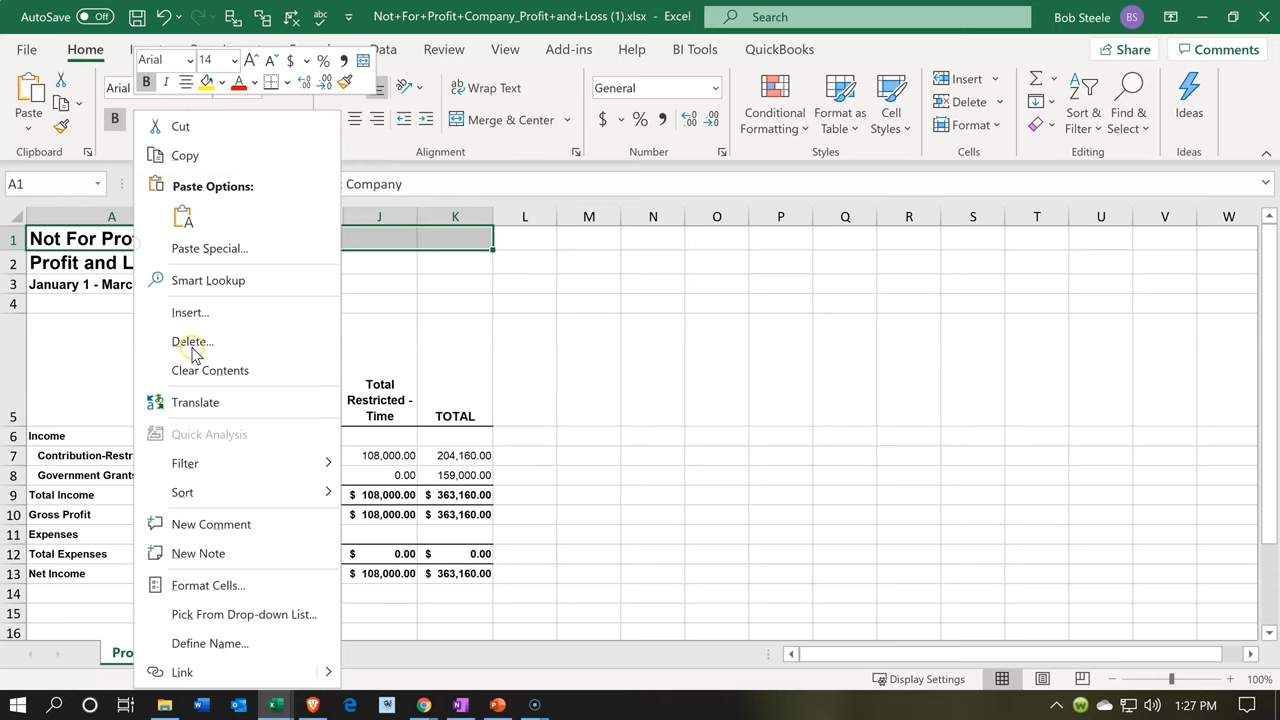 AutoSave Off Not For Profit Company_Profit and Loss (1).xlsx - Excel Search Bob Steele BS
File Home Data Review View Add-ins Help BI Tools QuickBooks Share Comments
Arial 14
Arial Wrap Text General Insert
Paste Merge & Center Conditional Formatting Format as Table Cell Styles Delete Sort & Filter Find & Select Ideas
Format
Clipboard Alignment Number Styles Cells Editing Ideas
A1 Company
A J K L M N O P Q R S T U V W
1 Not For Pro
2 Profit and L
3 January 1 - Marc
4
5 Total Restricted - Time TOTAL
6 Income
7 Contribution-Restr 108,000.00 204,160.00
8 Government Grants 0.00 159,000.00
9 Total Income $ 108,000.00 $ 363,160.00
10 Gross Profit $ 108,000.00 $ 363,160.00
11 Expenses
12 Total Expenses $ 0.00 $ 0.00
13 Net Income $ 108,000.00 $ 363,160.00
14
15
16
Cut
Copy
Paste Options:
Paste Special...
Smart Lookup
Insert...
Delete...
Clear Contents
Translate
Quick Analysis
Filter
Sort
New Comment
New Note
Format Cells...
Pick From Drop-down List...
Define Name...
Link
Pro
Display Settings 100%
1:27 PM